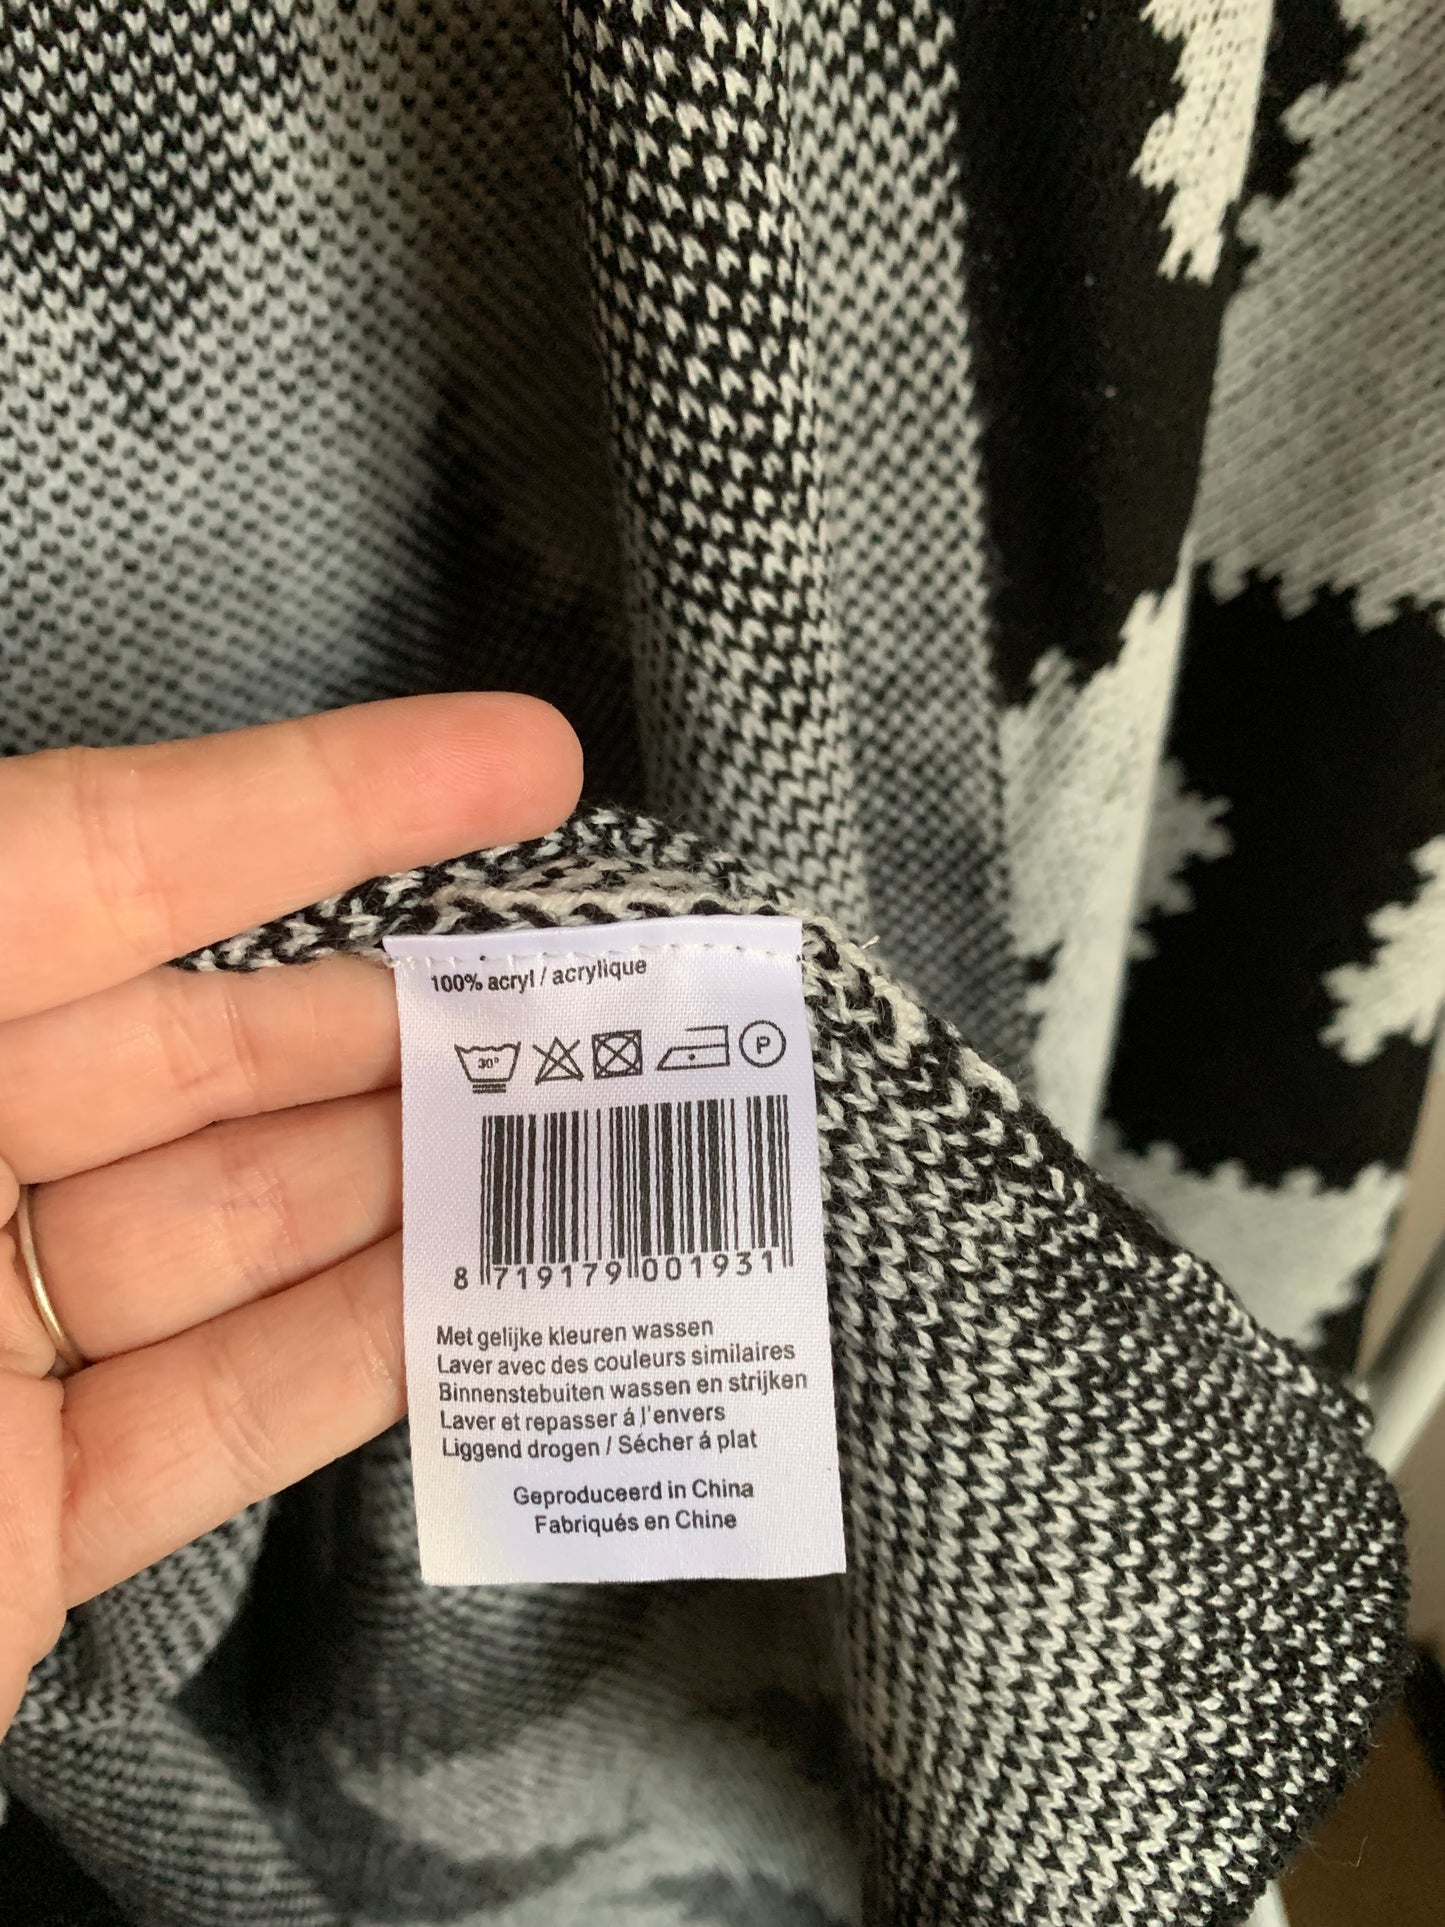 100% acryl / acrylique
30° P
8 719179 001931
Met gelijke kleuren wassen
Laver avec des couleurs similaires
Binnenstebuiten wassen en strijken
Laver et repasser á l'envers
Liggend drogen / Sécher á plat
Geproduceerd in China
Fabriqués en Chine